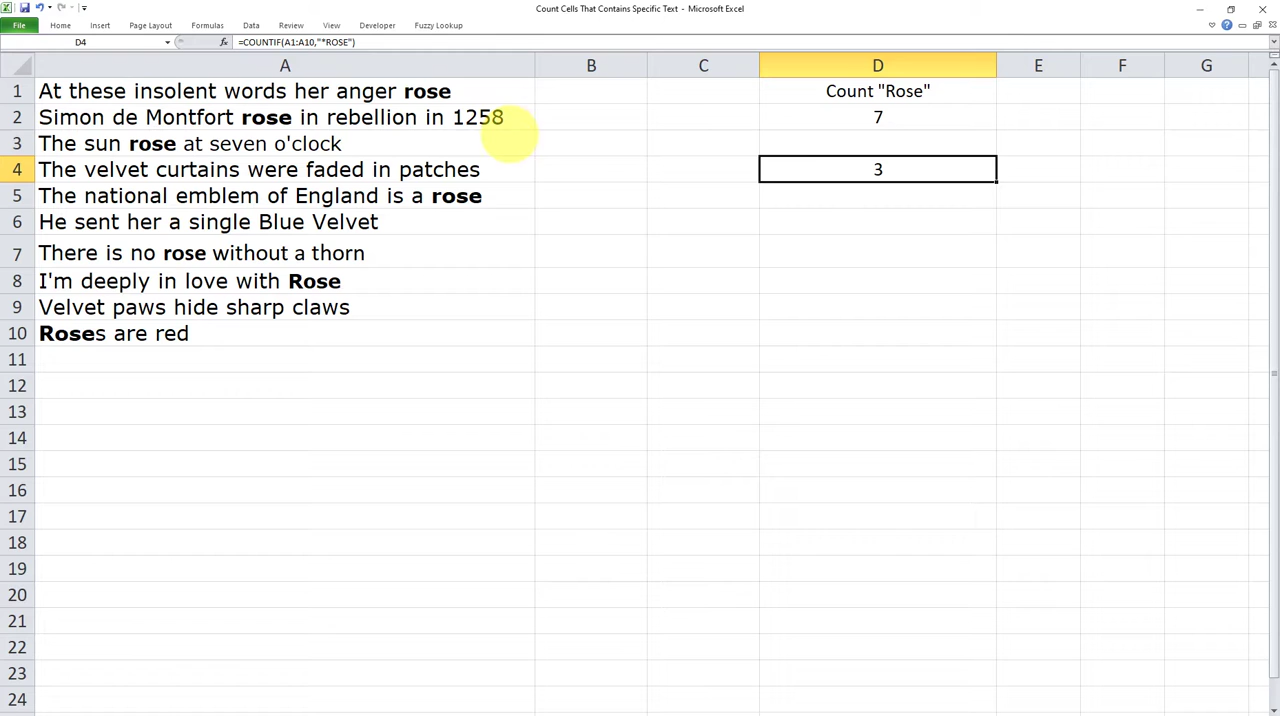 Count Cells That Contains Specific Text - Microsoft Excel
File Home Insert Page Layout Formulas Data Review View Developer Fuzzy Lookup
D4 fx =COUNTIF(A1:A10,"*ROSE")
A B C D E F G
1 At these insolent words her anger rose Count "Rose"
2 Simon de Montfort rose in rebellion in 1258 7
3 The sun rose at seven o'clock
4 The velvet curtains were faded in patches 3
5 The national emblem of England is a rose
6 He sent her a single Blue Velvet
7 There is no rose without a thorn
8 I'm deeply in love with Rose
9 Velvet paws hide sharp claws
10 Roses are red
11
12
13
14
15
16
17
18
19
20
21
22
23
24